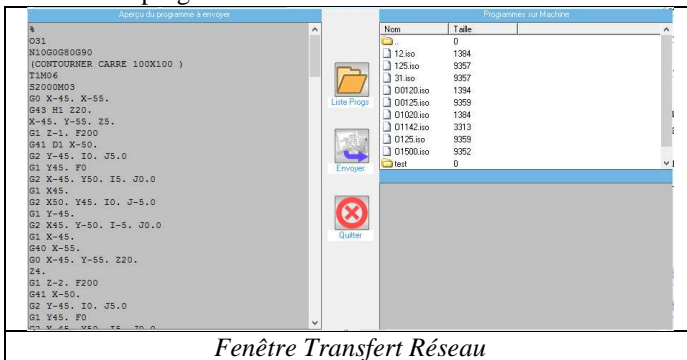 Aperçu du programme à envoyer
%
O31
N10G0G80G90
(CONTOURNER CARRE 100X100 )
T1M06
S2000M03
G0 X-45. X-55.
G43 H1 Z20.
X-45. Y-55. Z5.
G1 Z-1. F200
G41 D1 X-50.
G2 Y-45. I0. J5.0
G1 Y45. F0
G2 X-45. Y50. I5. J0.0
G1 X45.
G2 X50. Y45. I0. J-5.0
G1 Y-45.
G2 X45. Y-50. I-5. J0.0
G1 X-45.
G40 X-55.
G0 X-45. Y-55. Z20.
Z4.
G1 Z-2. F200
G41 X-50.
G2 Y-45. I0. J5.0
G1 Y45. F0
G2 X-45. Y50. I5. J0.0
Liste Progs
Envoyer
Quitter
Programmes sur Machine
Nom Taille
.. 0
12.iso 1384
125.iso 9357
31.iso 9357
O0120.iso 1394
O0125.iso 9359
O1020.iso 1384
O1142.iso 3313
O125.iso 9359
O1500.iso 9352
test 0
Fenêtre Transfert Réseau